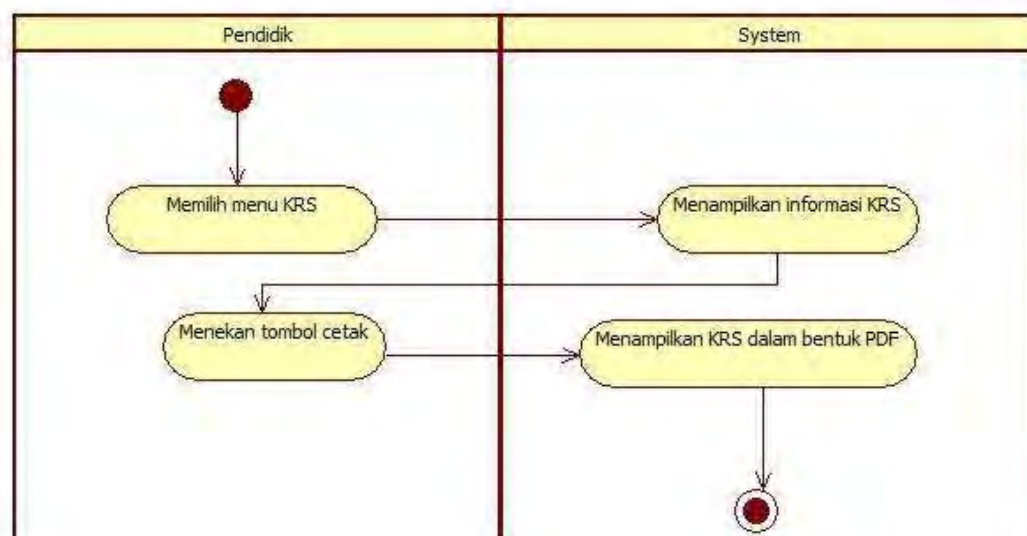 Pendidik
System
Memilih menu KRS
Menampilkan informasi KRS
Menekan tombol cetak
Menampilkan KRS dalam bentuk PDF